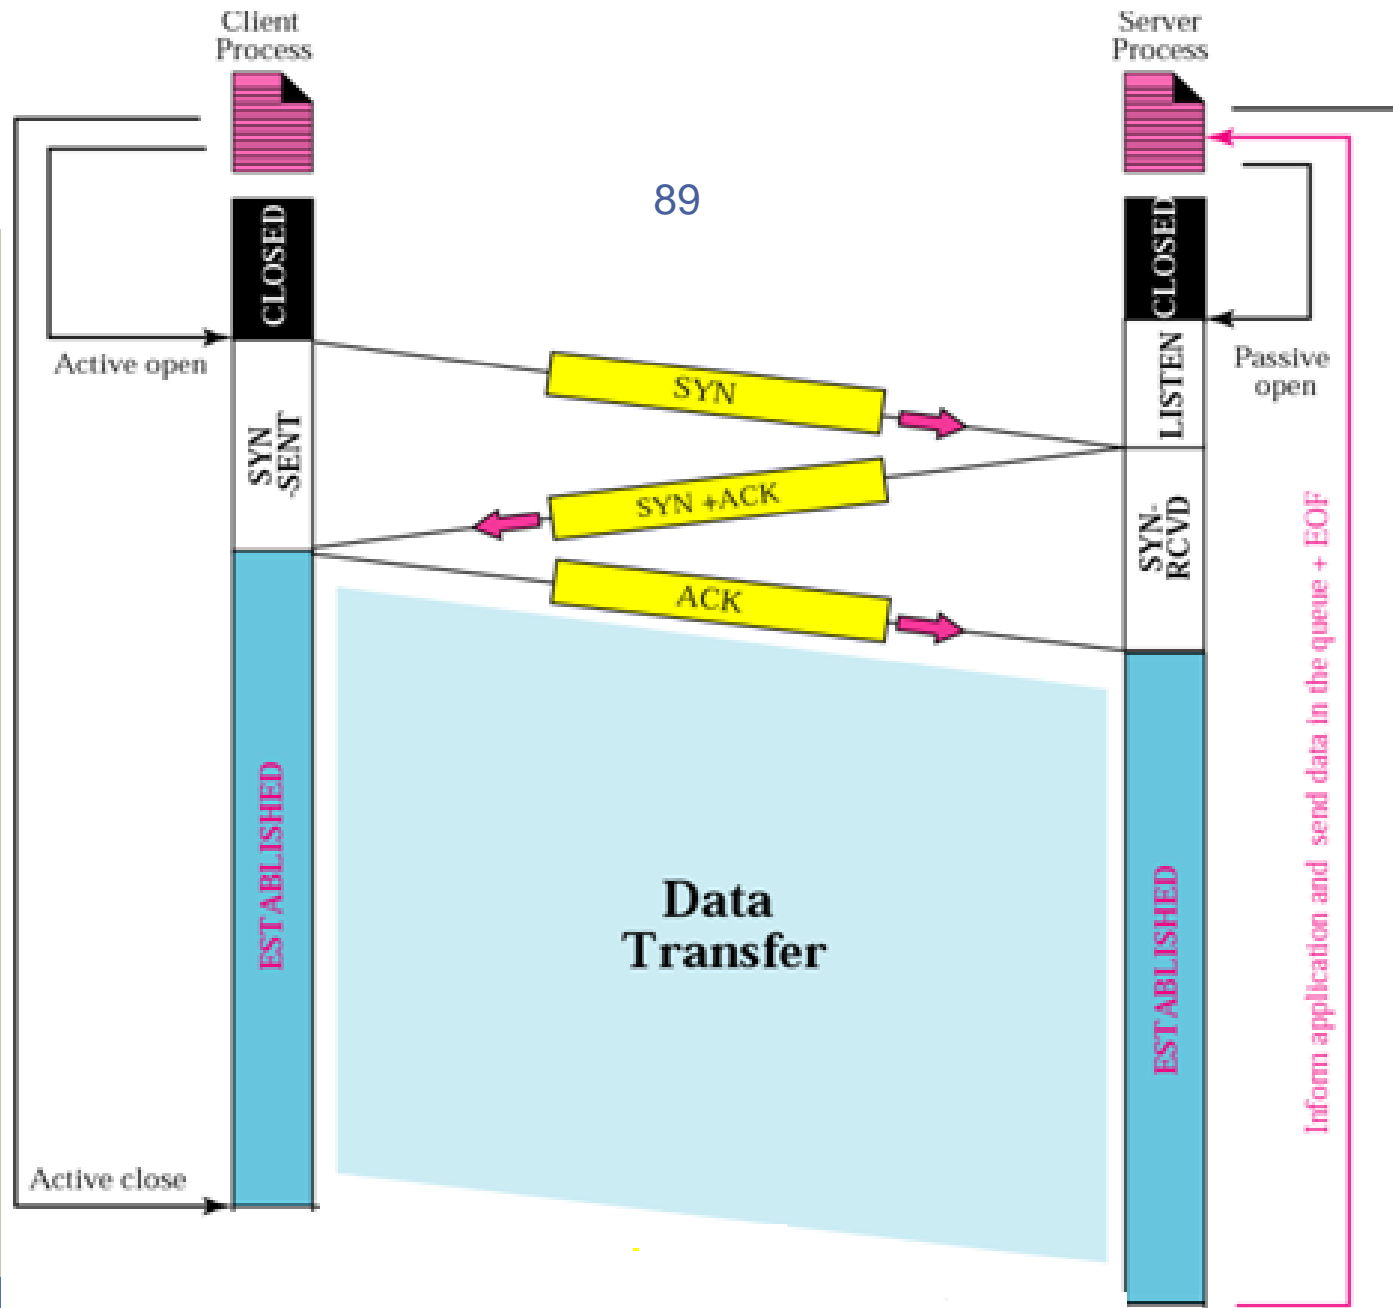 Client
Process
Server
Process
89
CLOSED
CLOSED
Active open
SYN
-SENT
SYN
LISTEN
Passive
open
SYN +ACK
SYN-
RCVD
ACK
ESTABLISHED
Data
Transfer
ESTABLISHED
Inform application and send data in the queue + EOF
Active close